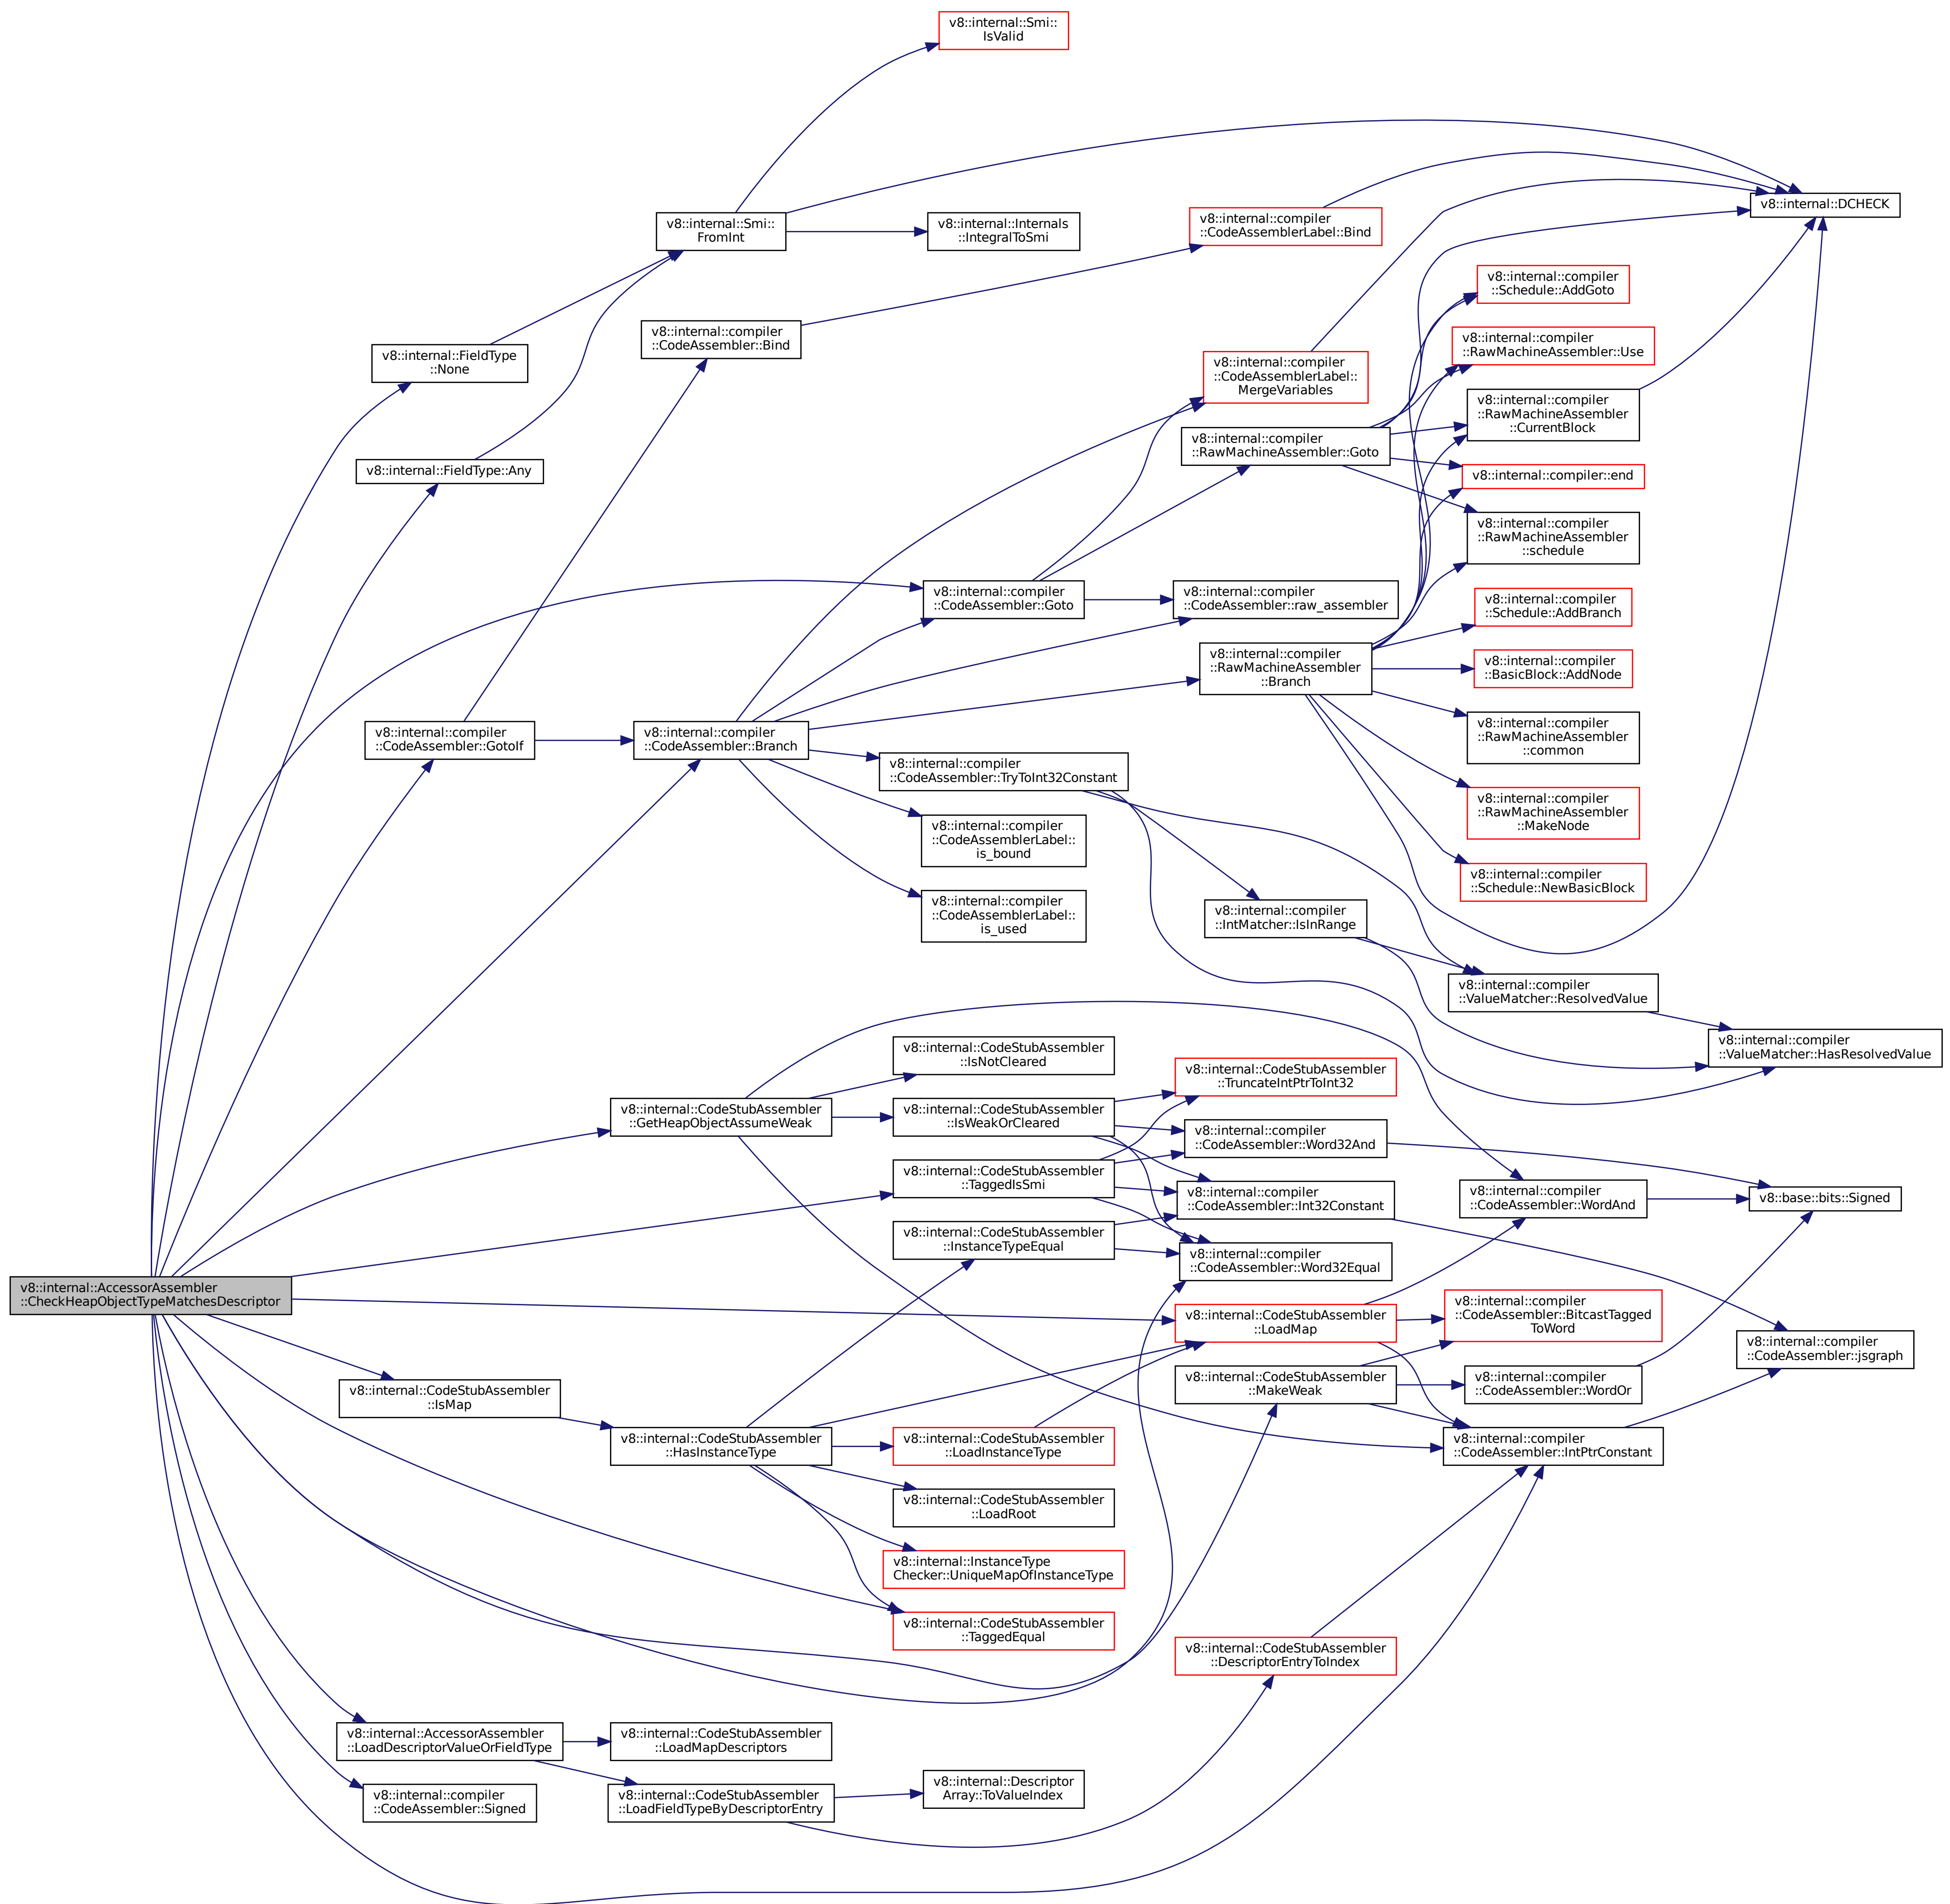 v8::internal::Smi::
IsValid
v8::internal::DCHECK
v8::internal::Smi::
FromInt
v8::internal::Internals
::IntegralToSmi
v8::internal::compiler
::CodeAssemblerLabel::Bind
v8::internal::compiler
::Schedule::AddGoto
v8::internal::compiler
::CodeAssembler::Bind
v8::internal::compiler
::RawMachineAssembler::Use
v8::internal::FieldType
::None
v8::internal::compiler
::CodeAssemblerLabel::
MergeVariables
v8::internal::compiler
::RawMachineAssembler
::CurrentBlock
v8::internal::compiler
::RawMachineAssembler::Goto
v8::internal::FieldType::Any
v8::internal::compiler::end
v8::internal::compiler
::RawMachineAssembler
::schedule
v8::internal::compiler
::CodeAssembler::Goto
v8::internal::compiler
::CodeAssembler::raw_assembler
v8::internal::compiler
::Schedule::AddBranch
v8::internal::compiler
::RawMachineAssembler
::Branch
v8::internal::compiler
::BasicBlock::AddNode
v8::internal::compiler
::CodeAssembler::GotoIf
v8::internal::compiler
::CodeAssembler::Branch
v8::internal::compiler
::RawMachineAssembler
::common
v8::internal::compiler
::CodeAssembler::TryToInt32Constant
v8::internal::compiler
::RawMachineAssembler
::MakeNode
v8::internal::compiler
::CodeAssemblerLabel::
is_bound
v8::internal::compiler
::Schedule::NewBasicBlock
v8::internal::compiler
::CodeAssemblerLabel::
is_used
v8::internal::compiler
::IntMatcher::IsInRange
v8::internal::compiler
::ValueMatcher::ResolvedValue
v8::internal::compiler
::ValueMatcher::HasResolvedValue
v8::internal::CodeStubAssembler
::IsNotCleared
v8::internal::CodeStubAssembler
::TruncateIntPtrToInt32
v8::internal::CodeStubAssembler
::GetHeapObjectAssumeWeak
v8::internal::CodeStubAssembler
::IsWeakOrCleared
v8::internal::compiler
::CodeAssembler::Word32And
v8::internal::CodeStubAssembler
::TaggedIsSmi
v8::internal::compiler
::CodeAssembler::Int32Constant
v8::internal::compiler
::CodeAssembler::WordAnd
v8::base::bits::Signed
v8::internal::CodeStubAssembler
::InstanceTypeEqual
v8::internal::compiler
::CodeAssembler::Word32Equal
v8::internal::AccessorAssembler
::CheckHeapObjectTypeMatchesDescriptor
v8::internal::CodeStubAssembler
::LoadMap
v8::internal::compiler
::CodeAssembler::BitcastTagged
ToWord
v8::internal::compiler
::CodeAssembler::jsgraph
v8::internal::CodeStubAssembler
::MakeWeak
v8::internal::compiler
::CodeAssembler::WordOr
v8::internal::CodeStubAssembler
::IsMap
v8::internal::CodeStubAssembler
::HasInstanceType
v8::internal::CodeStubAssembler
::LoadInstanceType
v8::internal::compiler
::CodeAssembler::IntPtrConstant
v8::internal::CodeStubAssembler
::LoadRoot
v8::internal::InstanceType
Checker::UniqueMapOfInstanceType
v8::internal::CodeStubAssembler
::TaggedEqual
v8::internal::CodeStubAssembler
::DescriptorEntryToIndex
v8::internal::AccessorAssembler
::LoadDescriptorValueOrFieldType
v8::internal::CodeStubAssembler
::LoadMapDescriptors
v8::internal::compiler
::CodeAssembler::Signed
v8::internal::CodeStubAssembler
::LoadFieldTypeByDescriptorEntry
v8::internal::Descriptor
Array::ToValueIndex